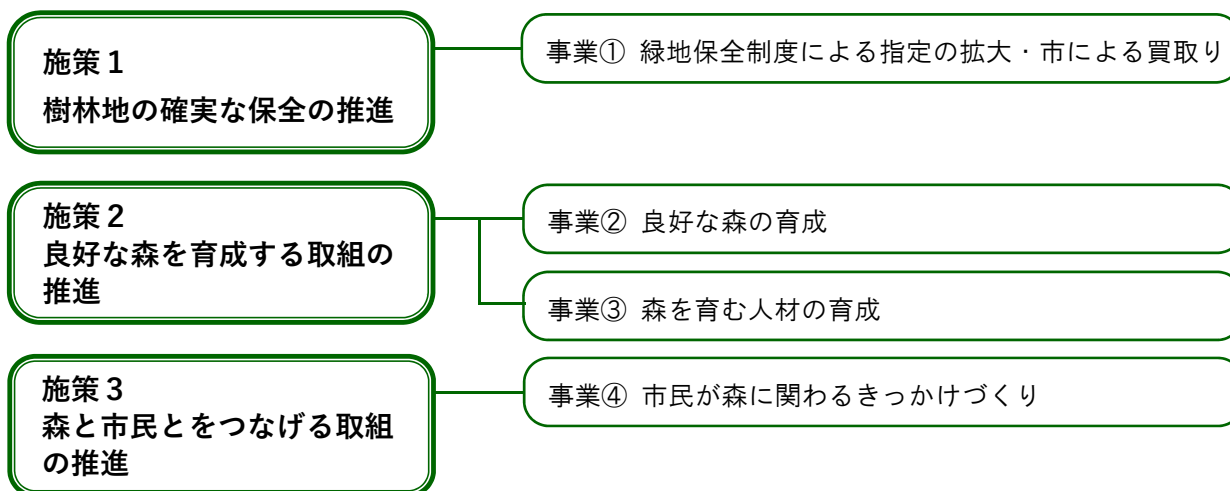 施策１
樹林地の確実な保全の推進
事業① 緑地保全制度による指定の拡大・市による買取り
施策２
良好な森を育成する取組の
推進
事業② 良好な森の育成
事業③ 森を育む人材の育成
施策３
森と市民とをつなげる取組
の推進
事業④ 市民が森に関わるきっかけづくり